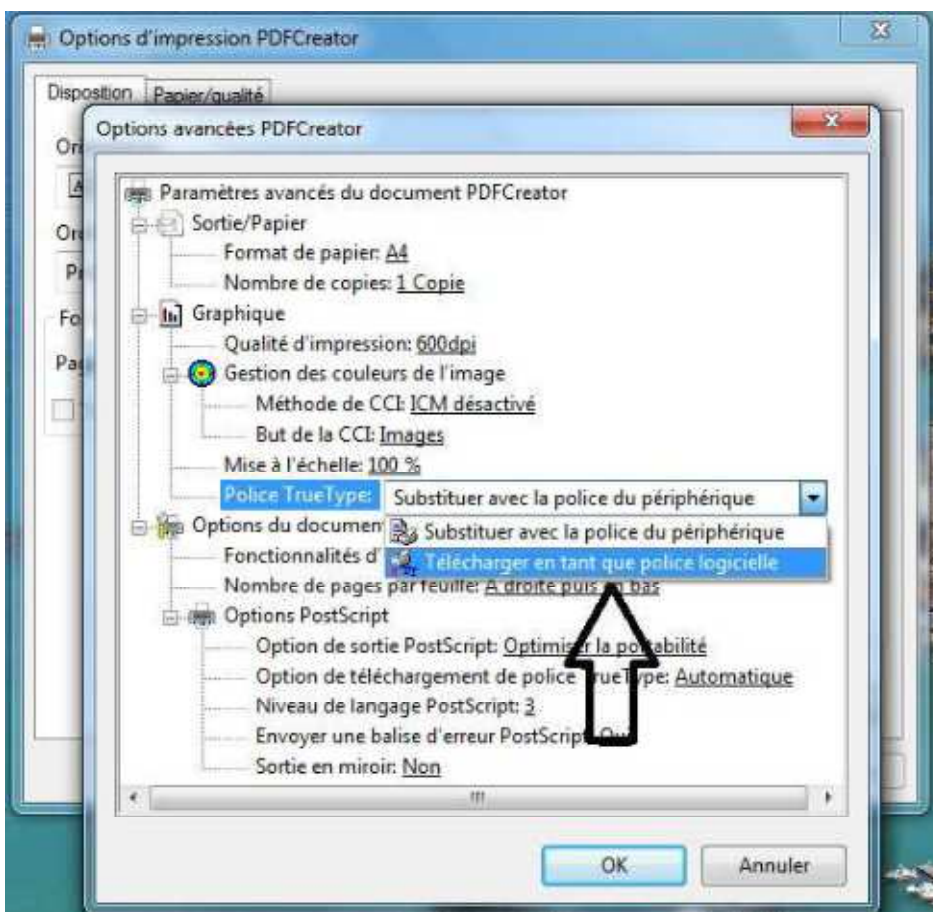 Options d'impression PDFCreator
Disposition Papier/qualité
Options avancées PDFCreator
Paramètres avancés du document PDFCreator
Sortie/Papier
Format de papier: A4
Nombre de copies: 1 Copie
Graphique
Qualité d'impression: 600dpi
Gestion des couleurs de l'image
Méthode de CCI: ICM désactivé
But de la CCI: Images
Mise à l'échelle: 100 %
Police TrueType: Substituer avec la police du périphérique
Substituer avec la police du périphérique
Options du documen
Télécharger en tant que police logicielle
Fonctionnalités d'
Nombre de pages par feuille: A droite puis en bas
Options PostScript
Option de sortie PostScript: Optimiser la portabilité
Option de téléchargement de police TrueType: Automatique
Niveau de langage PostScript: 3
Envoyer une balise d'erreur PostScript:
Sortie en miroir: Non
OK Annuler